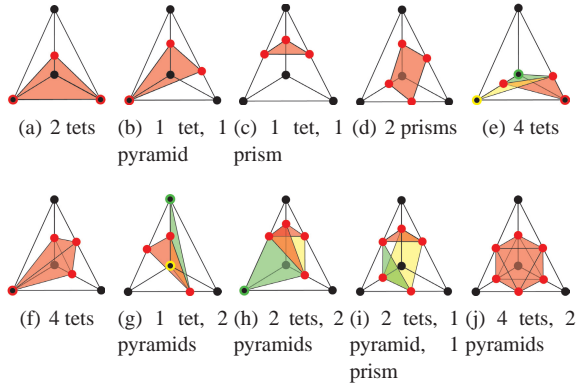 (a) 2 tets
(b) 1 tet, 1
pyramid
(c) 1 tet, 1
prism
(d) 2 prisms
(e) 4 tets
(f) 4 tets
(g) 1 tet, 2
pyramids
(h) 2 tets, 2
pyramids
(i) 2 tets, 1
pyramid, 1
prism
(j) 4 tets, 2
pyramids